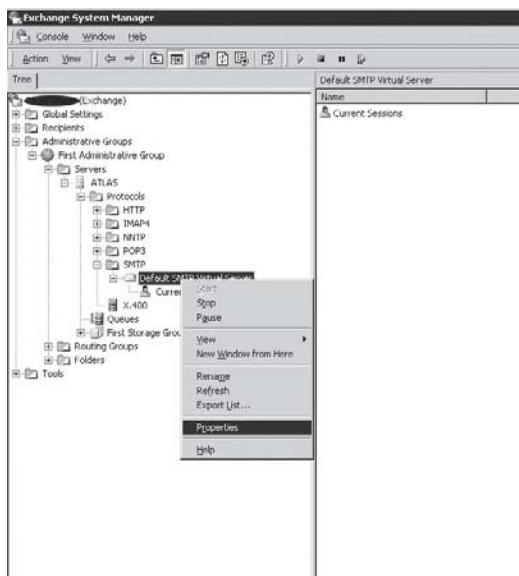 Exchange System Manager
Console Window Help
Action View
Tree
Default SMTP Virtual Server
(Exchange)
Name
Global Settings
Current Sessions
Recipients
Administrative Groups
First Administrative Group
Servers
ATLAS
Protocols
HTTP
IMAP4
NNTP
POP3
SMTP
Default SMTP Virtual Server
Curre
X.400
Queues
First Storage Grou
Routing Groups
Folders
Tools
Start
Stop
Pause
View
New Window from Here
Rename
Refresh
Export List...
Properties
Help